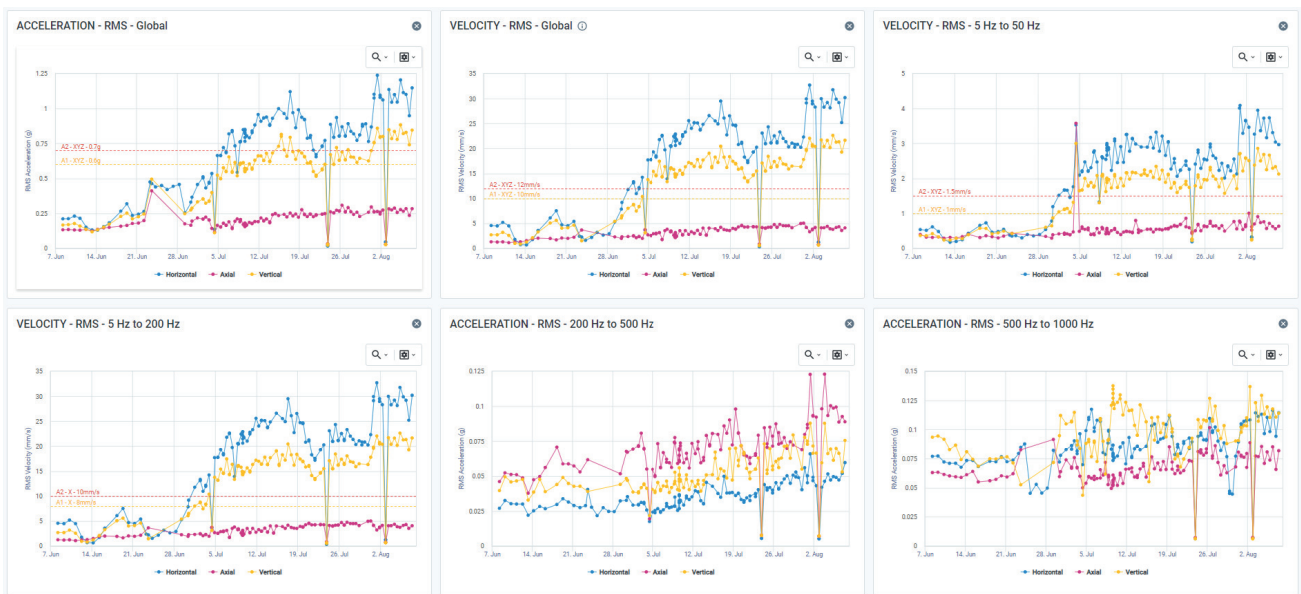 ACCELERATION - RMS - Global
1.25
1
0.75
0.5
0.25
0
RMS Acceleration (g)
A2 - XYZ - 0.7g
A1 - XYZ - 0.6g
7. Jun 14. Jun 21. Jun 28. Jun 5. Jul 12. Jul 19. Jul 26. Jul 2. Aug
Horizontal Axial Vertical
VELOCITY - RMS - Global
35
30
25
20
15
10
5
0
RMS Velocity (mm/s)
A2 - XYZ - 12mm/s
A1 - XYZ - 10mm/s
7. Jun 14. Jun 21. Jun 28. Jun 5. Jul 12. Jul 19. Jul 26. Jul 2. Aug
Horizontal Axial Vertical
VELOCITY - RMS - 5 Hz to 50 Hz
5
4
3
2
1
0
RMS Velocity (mm/s)
A2 - XYZ - 1.5mm/s
A1 - XYZ - 1mm/s
7. Jun 14. Jun 21. Jun 28. Jun 5. Jul 12. Jul 19. Jul 26. Jul 2. Aug
Horizontal Axial Vertical
VELOCITY - RMS - 5 Hz to 200 Hz
35
30
25
20
15
10
5
0
RMS Velocity (mm/s)
A2 - X - 10mm/s
A1 - X - 8mm/s
7. Jun 14. Jun 21. Jun 28. Jun 5. Jul 12. Jul 19. Jul 26. Jul 2. Aug
Horizontal Axial Vertical
ACCELERATION - RMS - 200 Hz to 500 Hz
0.125
0.1
0.075
0.05
0.025
0
RMS Acceleration (g)
7. Jun 14. Jun 21. Jun 28. Jun 5. Jul 12. Jul 19. Jul 26. Jul 2. Aug
Horizontal Axial Vertical
ACCELERATION - RMS - 500 Hz to 1000 Hz
0.15
0.125
0.1
0.075
0.05
0.025
0
RMS Acceleration (g)
7. Jun 14. Jun 21. Jun 28. Jun 5. Jul 12. Jul 19. Jul 26. Jul 2. Aug
Horizontal Axial Vertical